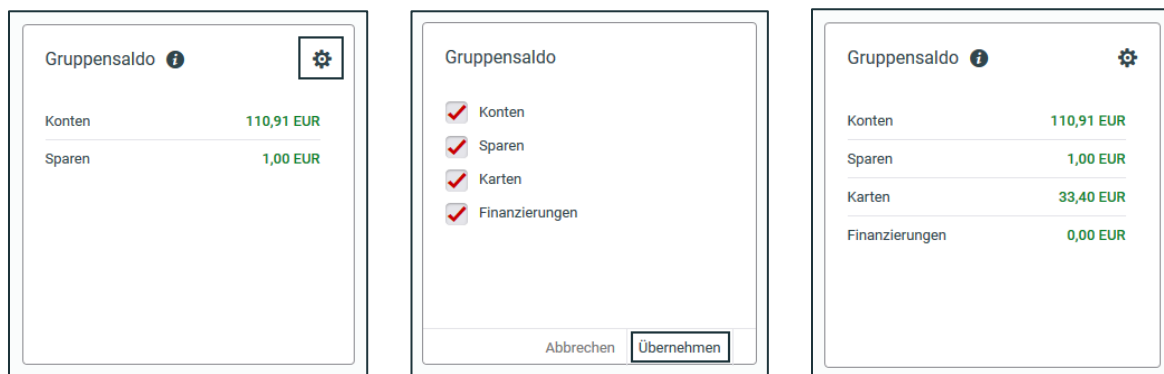 Gruppensaldo
Konten 110,91 EUR
Sparen 1,00 EUR
Gruppensaldo
Konten
Sparen
Karten
Finanzierungen
Abbrechen Übernehmen
Gruppensaldo
Konten 110,91 EUR
Sparen 1,00 EUR
Karten 33,40 EUR
Finanzierungen 0,00 EUR